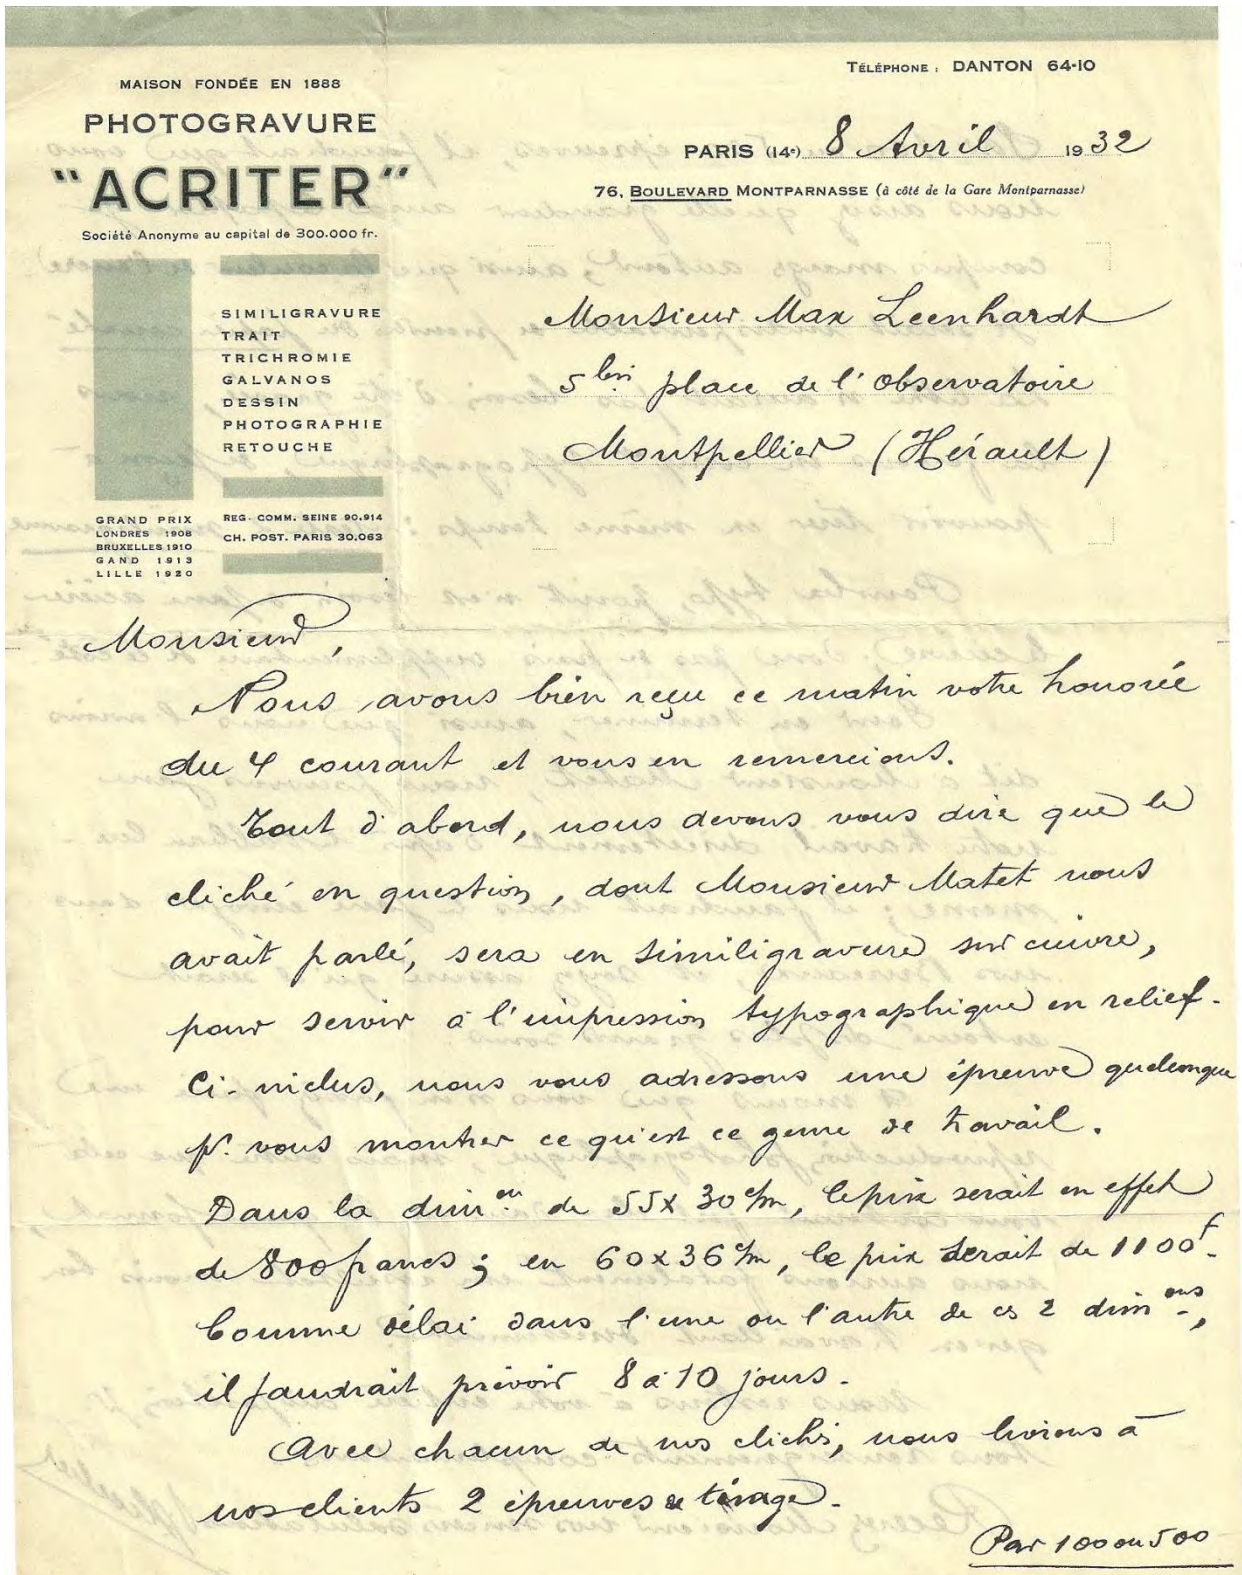 MAISON FONDÉE EN 1888
PHOTOGRAVURE
"ACRITER"
Société Anonyme au capital de 300.000 fr.
SIMILIGRAVURE
TRAIT
TRICHROMIE
GALVANOS
DESSIN
PHOTOGRAPHIE
RETOUCHE
GRAND PRIX
LONDRES 1908
BRUXELLES 1910
GAND 1913
LILLE 1920
REG. COMM. SEINE 90.914
CH. POST. PARIS 30.063
TÉLÉPHONE : DANTON 64-10
PARIS (14e) 8 Avril 1932
76, BOULEVARD MONTPARNASSE (à côté de la Gare Montparnasse)
Monsieur Max Leenhardt
5 bis place de l'Observatoire
Montpellier (Hérault)
Monsieur,
Nous avons bien reçu ce matin votre honorée
du 4 courant et vous en remercions.
Tout d'abord, nous devons vous dire que le
cliché en question, dont Monsieur Matet nous
avait parlé, sera en similigravure sur cuivre,
pour servir à l'impression typographique en relief.
Ci-inclus, nous vous adressons une épreuve quelconque
pr. vous montrer ce qu'est ce genre de travail.
Dans la dimon de 55x30 c/m, le prix serait en effet
de 800 francs ; en 60x36 c/m, le prix serait de 1100f.
Comme délai dans l'une ou l'autre de ces 2 dimons,
il faudrait prévoir 8 à 10 jours.
Avec chacun de nos clichés, nous livrons à
nos clients 2 épreuves de tirage.
Par 100 ou 500